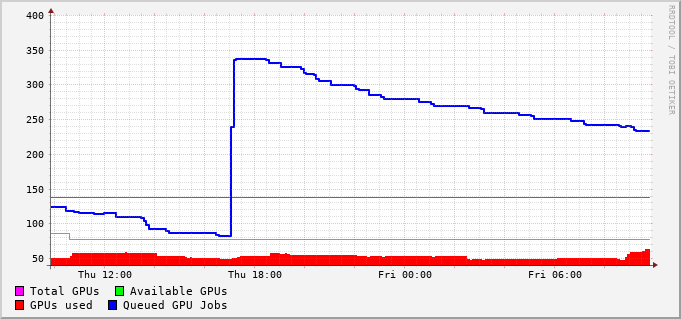 400
350
300
250
200
150
100
50
Thu 12:00 Thu 18:00 Fri 00:00 Fri 06:00
Total GPUs Available GPUs
GPUs used Queued GPU Jobs
RRDTOOL / TOBI OETIKER